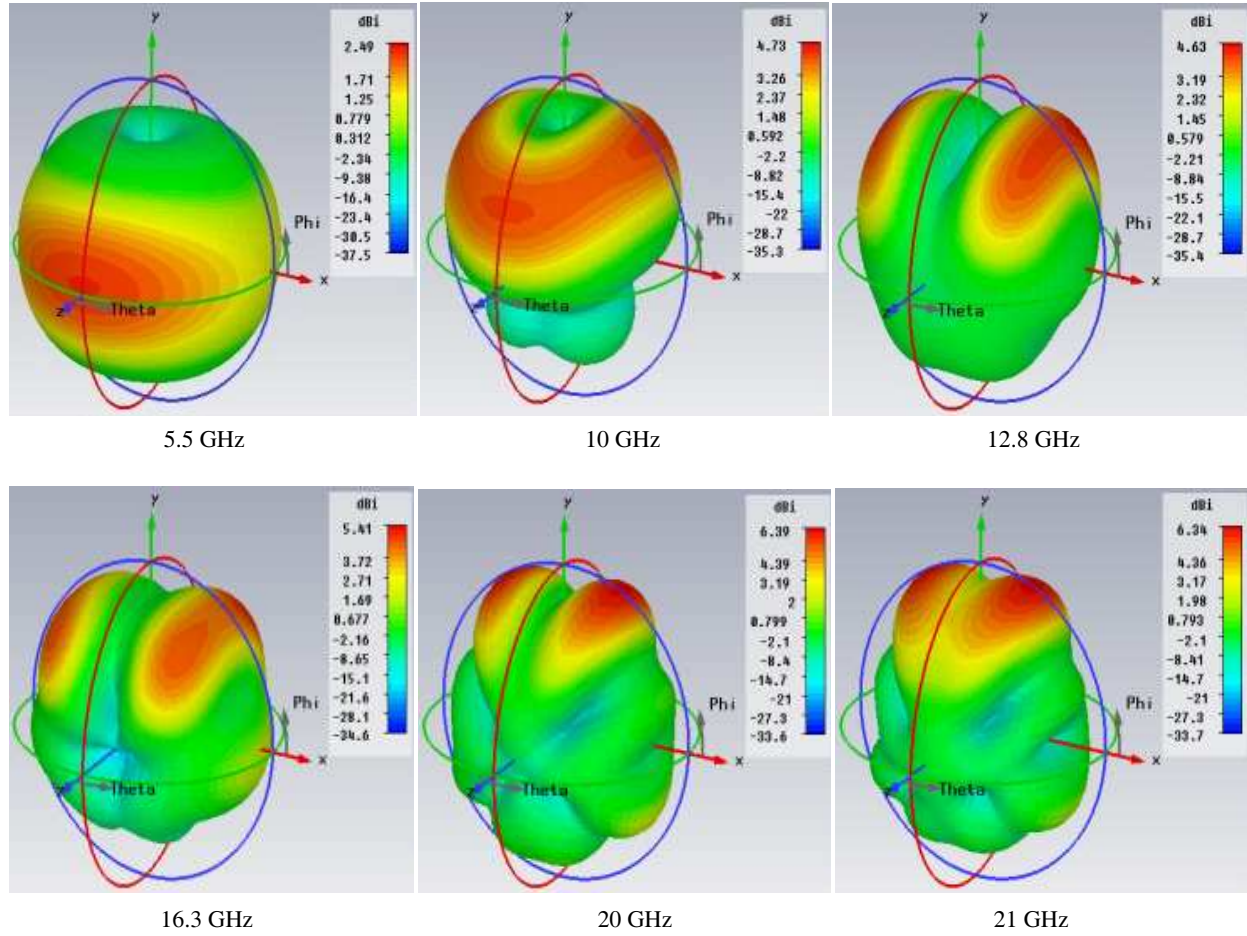 y
dBi
2.49
1.71
1.25
0.779
0.312
-2.34
-9.38
-16.4
-23.4
-30.5
-37.5
Phi
x
z
Theta
5.5 GHz
y
dBi
4.73
3.26
2.37
1.48
0.592
-2.2
-8.82
-15.4
-22
-28.7
-35.3
Phi
x
z
Theta
10 GHz
y
dBi
4.63
3.19
2.32
1.45
0.579
-2.21
-8.84
-15.5
-22.1
-28.7
-35.4
Phi
x
z
Theta
12.8 GHz
y
dBi
5.41
3.72
2.71
1.69
0.677
-2.16
-8.65
-15.1
-21.6
-28.1
-34.6
Phi
x
z
Theta
16.3 GHz
y
dBi
6.39
4.39
3.19
2
0.799
-2.1
-8.4
-14.7
-21
-27.3
-33.6
Phi
x
z
Theta
20 GHz
y
dBi
6.34
4.36
3.17
1.98
0.793
-2.1
-8.41
-14.7
-21
-27.3
-33.7
Phi
x
z
Theta
21 GHz